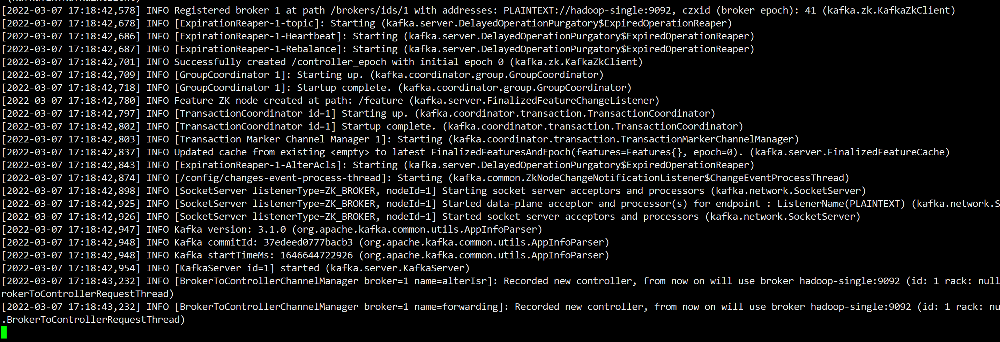 (kafka.zk.KafkaZkClient)
[2022-03-07 17:18:42,578] INFO Registered broker 1 at path /brokers/ids/1 with addresses: PLAINTEXT://hadoop-single:9092, czxid (broker epoch): 41 (kafka.zk.KafkaZkClient)
[2022-03-07 17:18:42,678] INFO [ExpirationReaper-1-topic]: Starting (kafka.server.DelayedOperationPurgatory$ExpiredOperationReaper)
[2022-03-07 17:18:42,686] INFO [ExpirationReaper-1-Heartbeat]: Starting (kafka.server.DelayedOperationPurgatory$ExpiredOperationReaper)
[2022-03-07 17:18:42,687] INFO [ExpirationReaper-1-Rebalance]: Starting (kafka.server.DelayedOperationPurgatory$ExpiredOperationReaper)
[2022-03-07 17:18:42,701] INFO Successfully created /controller_epoch with initial epoch 0 (kafka.zk.KafkaZkClient)
[2022-03-07 17:18:42,709] INFO [GroupCoordinator 1]: Starting up. (kafka.coordinator.group.GroupCoordinator)
[2022-03-07 17:18:42,718] INFO [GroupCoordinator 1]: Startup complete. (kafka.coordinator.group.GroupCoordinator)
[2022-03-07 17:18:42,780] INFO Feature ZK node created at path: /feature (kafka.server.FinalizedFeatureChangeListener)
[2022-03-07 17:18:42,797] INFO [TransactionCoordinator id=1] Starting up. (kafka.coordinator.transaction.TransactionCoordinator)
[2022-03-07 17:18:42,802] INFO [TransactionCoordinator id=1] Startup complete. (kafka.coordinator.transaction.TransactionCoordinator)
[2022-03-07 17:18:42,803] INFO [Transaction Marker Channel Manager 1]: Starting (kafka.coordinator.transaction.TransactionMarkerChannelManager)
[2022-03-07 17:18:42,837] INFO Updated cache from existing <empty> to latest FinalizedFeaturesAndEpoch(features=Features{}, epoch=0). (kafka.server.FinalizedFeatureCache)
[2022-03-07 17:18:42,843] INFO [ExpirationReaper-1-AlterAcls]: Starting (kafka.server.DelayedOperationPurgatory$ExpiredOperationReaper)
[2022-03-07 17:18:42,874] INFO [/config/changes-event-process-thread]: Starting (kafka.common.ZkNodeChangeNotificationListener$ChangeEventProcessThread)
[2022-03-07 17:18:42,898] INFO [SocketServer listenerType=ZK_BROKER, nodeId=1] Starting socket server acceptors and processors (kafka.network.SocketServer)
[2022-03-07 17:18:42,925] INFO [SocketServer listenerType=ZK_BROKER, nodeId=1] Started data-plane acceptor and processor(s) for endpoint : ListenerName(PLAINTEXT) (kafka.network.S
[2022-03-07 17:18:42,926] INFO [SocketServer listenerType=ZK_BROKER, nodeId=1] Started socket server acceptors and processors (kafka.network.SocketServer)
[2022-03-07 17:18:42,947] INFO Kafka version: 3.1.0 (org.apache.kafka.common.utils.AppInfoParser)
[2022-03-07 17:18:42,948] INFO Kafka commitId: 37edeed0777bacb3 (org.apache.kafka.common.utils.AppInfoParser)
[2022-03-07 17:18:42,948] INFO Kafka startTimeMs: 1646644722926 (org.apache.kafka.common.utils.AppInfoParser)
[2022-03-07 17:18:42,954] INFO [KafkaServer id=1] started (kafka.server.KafkaServer)
[2022-03-07 17:18:43,232] INFO [BrokerToControllerChannelManager broker=1 name=alterIsr]: Recorded new controller, from now on will use broker hadoop-single:9092 (id: 1 rack: null
rokerToControllerRequestThread)
[2022-03-07 17:18:43,232] INFO [BrokerToControllerChannelManager broker=1 name=forwarding]: Recorded new controller, from now on will use broker hadoop-single:9092 (id: 1 rack: nu
.BrokerToControllerRequestThread)